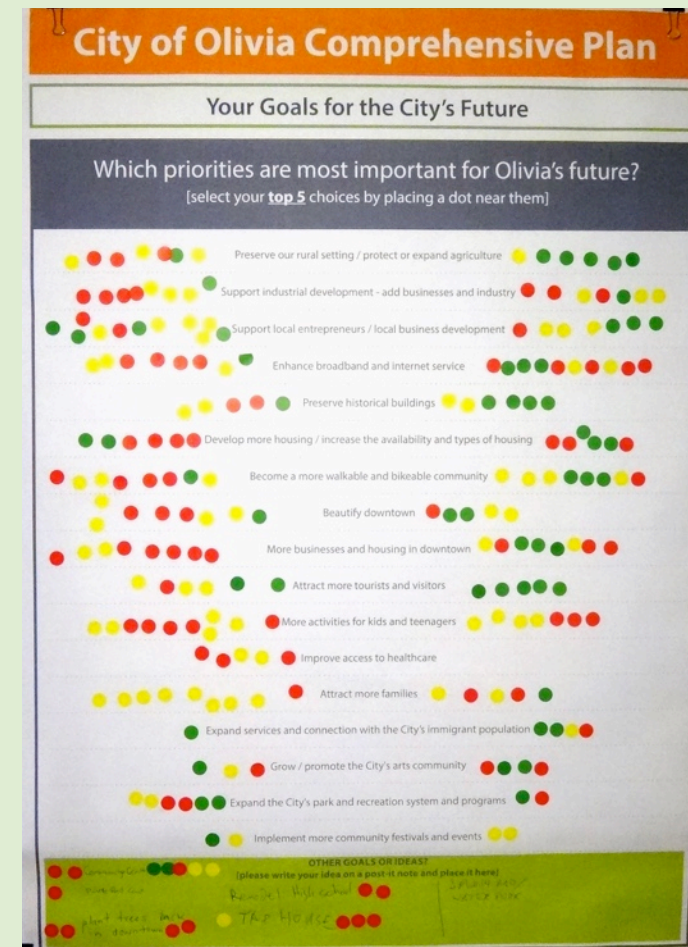 City of Olivia Comprehensive Plan
Your Goals for the City's Future
Which priorities are most important for Olivia's future?
[select your top 5 choices by placing a dot near them]
Preserve our rural setting / protect or expand agriculture
Support industrial development - add businesses and industry
Support local entrepreneurs / local business development
Enhance broadband and internet service
Preserve historical buildings
Develop more housing / increase the availability and types of housing
Become a more walkable and bikeable community
Beautify downtown
More businesses and housing in downtown
Attract more tourists and visitors
More activities for kids and teenagers
Improve access to healthcare
Attract more families
Expand services and connection with the City's immigrant population
Grow / promote the City's arts community
Expand the City's park and recreation system and programs
Implement more community festivals and events
OTHER GOALS OR IDEAS?
(please write your idea on a post-it note and place it here)
Remodel High school
plant trees
in downtown